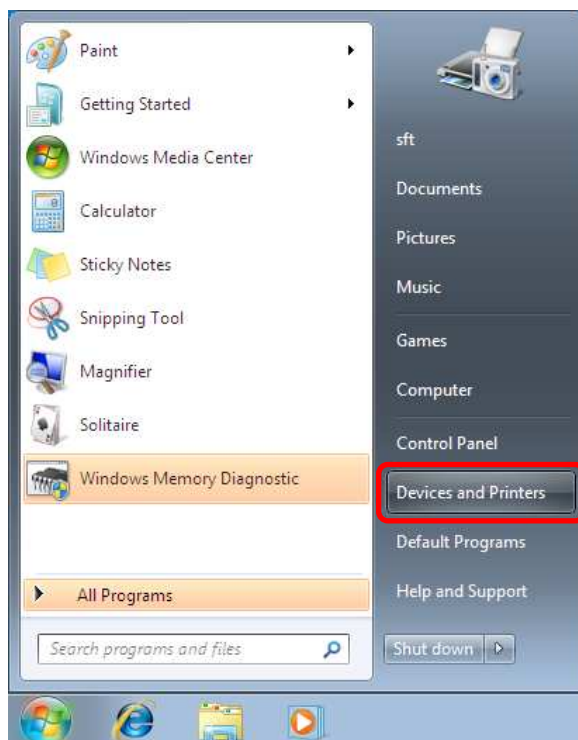 Paint
Getting Started
Windows Media Center
Calculator
Sticky Notes
Snipping Tool
Magnifier
Solitaire
Windows Memory Diagnostic
All Programs
Search programs and files
sft
Documents
Pictures
Music
Games
Computer
Control Panel
Devices and Printers
Default Programs
Help and Support
Shut down